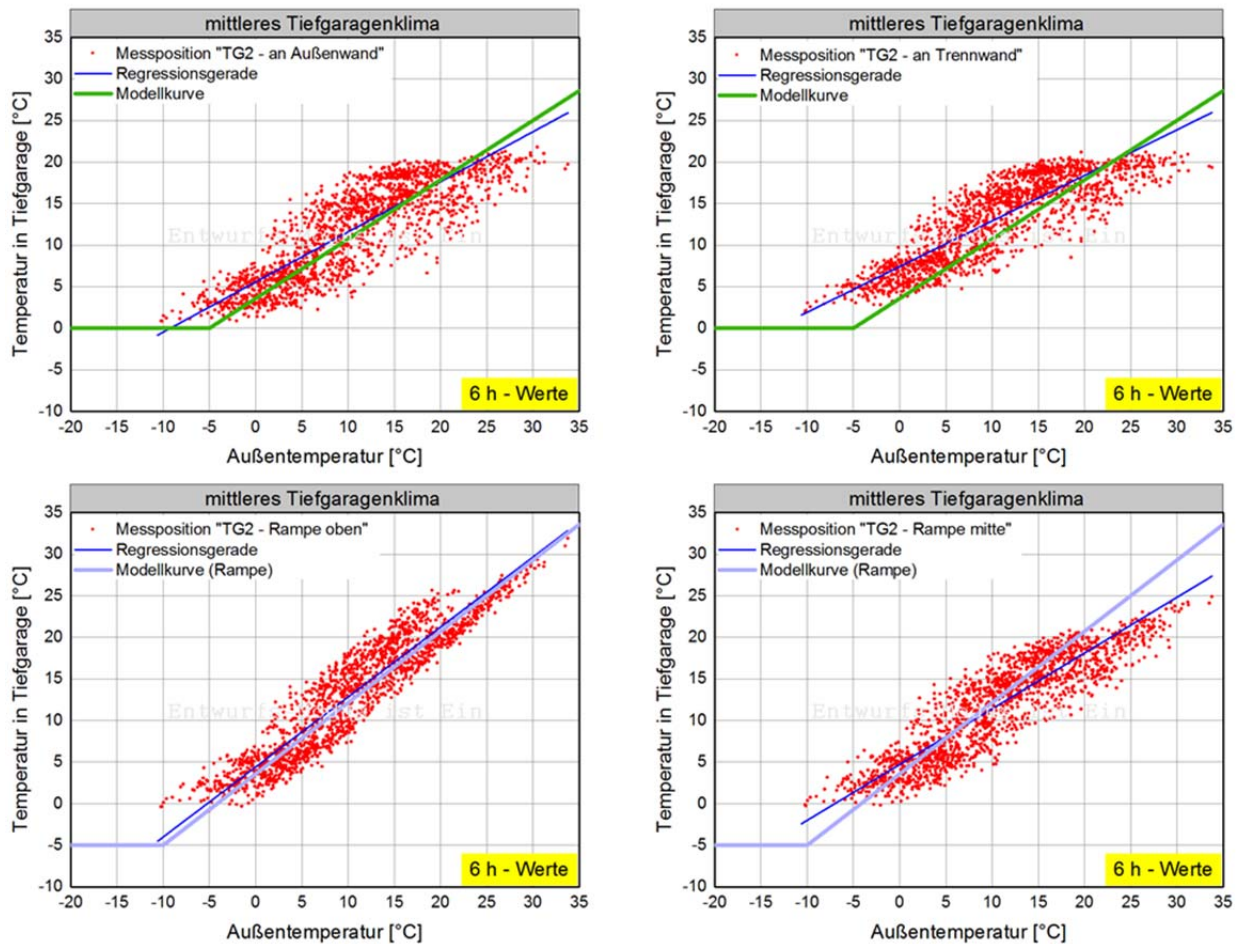 mittleres Tiefgaragenklima
Messposition "TG2 - an Außenwand"
Regressionsgerade
Modellkurve
Temperatur in Tiefgarage [°C]
35
30
25
20
15
10
5
0
-5
-10
6 h - Werte
-20 -15 -10 -5 0 5 10 15 20 25 30 35
Außentemperatur [°C]
mittleres Tiefgaragenklima
Messposition "TG2 - an Trennwand"
Regressionsgerade
Modellkurve
Temperatur in Tiefgarage [°C]
35
30
25
20
15
10
5
0
-5
-10
6 h - Werte
-20 -15 -10 -5 0 5 10 15 20 25 30 35
Außentemperatur [°C]
mittleres Tiefgaragenklima
Messposition "TG2 - Rampe oben"
Regressionsgerade
Modellkurve (Rampe)
Temperatur in Tiefgarage [°C]
35
30
25
20
15
10
5
0
-5
-10
6 h - Werte
-20 -15 -10 -5 0 5 10 15 20 25 30 35
Außentemperatur [°C]
mittleres Tiefgaragenklima
Messposition "TG2 - Rampe mitte"
Regressionsgerade
Modellkurve (Rampe)
Temperatur in Tiefgarage [°C]
35
30
25
20
15
10
5
0
-5
-10
6 h - Werte
-20 -15 -10 -5 0 5 10 15 20 25 30 35
Außentemperatur [°C]